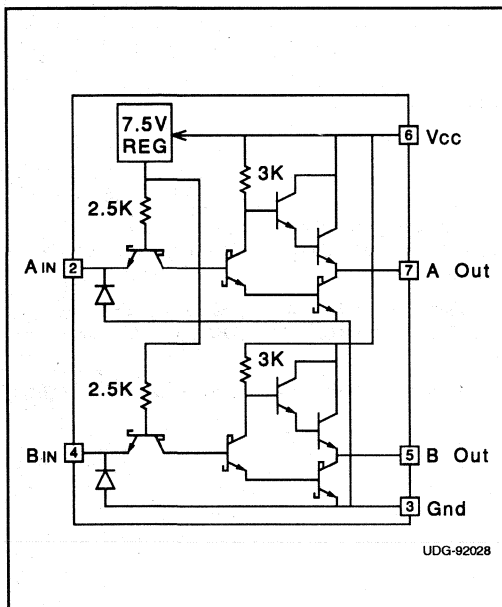 7.5V
REG
6 Vcc
3K
2.5K
A IN 2
7 A Out
3K
2.5K
B IN 4
5 B Out
3 Gnd
UDG-92028